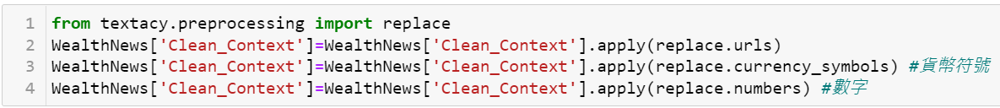 1 from textacy.preprocessing import replace
2 WealthNews['Clean_Context']=WealthNews['Clean_Context'].apply(replace.urls)
3 WealthNews['Clean_Context']=WealthNews['Clean_Context'].apply(replace.currency_symbols) #貨幣符號
4 WealthNews['Clean_Context']=WealthNews['Clean_Context'].apply(replace.numbers) #數字